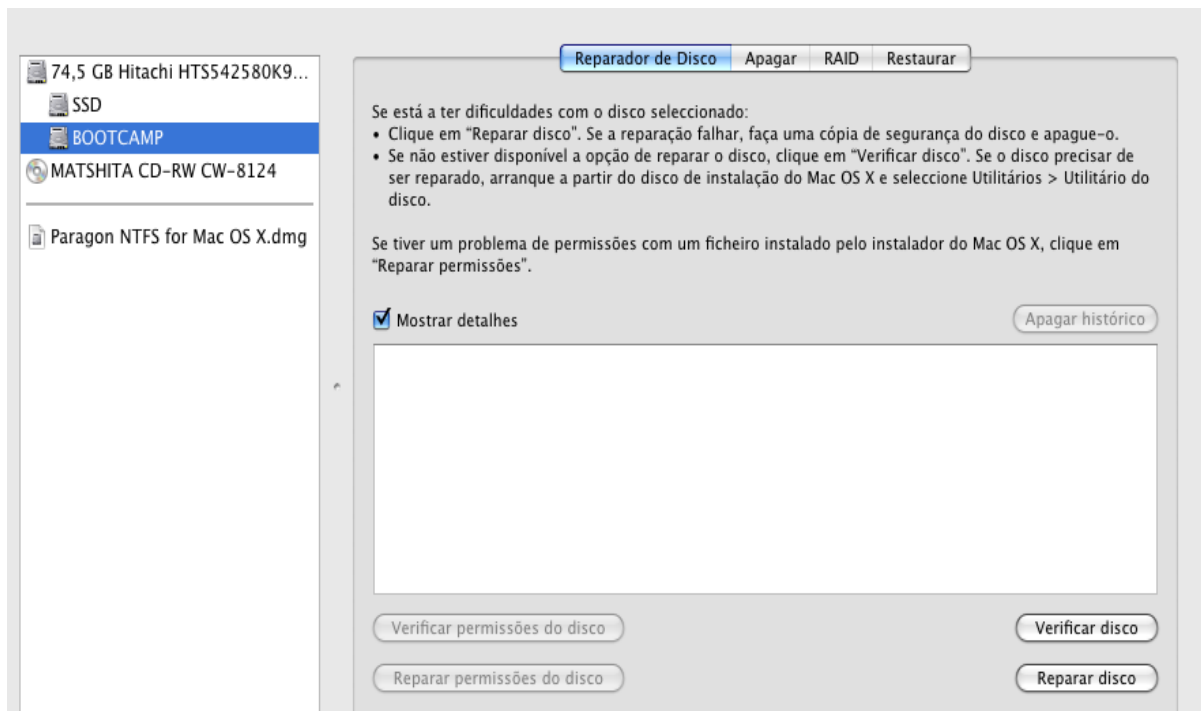 74,5 GB Hitachi HTS542580K9...
SSD
BOOTCAMP
MATSHITA CD-RW CW-8124
Paragon NTFS for Mac OS X.dmg
Reparador de Disco
Apagar
RAID
Restaurar
Se está a ter dificuldades com o disco seleccionado:
• Clique em “Reparar disco”. Se a reparação falhar, faça uma cópia de segurança do disco e apague-o.
• Se não estiver disponível a opção de reparar o disco, clique em “Verificar disco”. Se o disco precisar de
ser reparado, arranque a partir do disco de instalação do Mac OS X e seleccione Utilitários > Utilitário do
disco.
Se tiver um problema de permissões com um ficheiro instalado pelo instalador do Mac OS X, clique em
“Reparar permissões”.
Mostrar detalhes
Apagar histórico
Verificar permissões do disco
Verificar disco
Reparar permissões do disco
Reparar disco